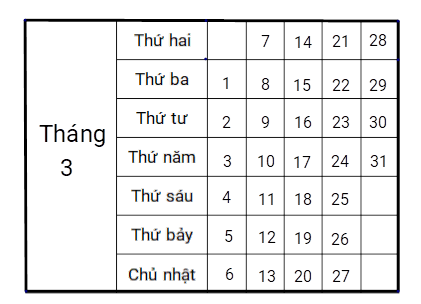 Tháng
3
Thứ hai 7 14 21 28
Thứ ba 1 8 15 22 29
Thứ tư 2 9 16 23 30
Thứ năm 3 10 17 24 31
Thứ sáu 4 11 18 25
Thứ bảy 5 12 19 26
Chủ nhật 6 13 20 27